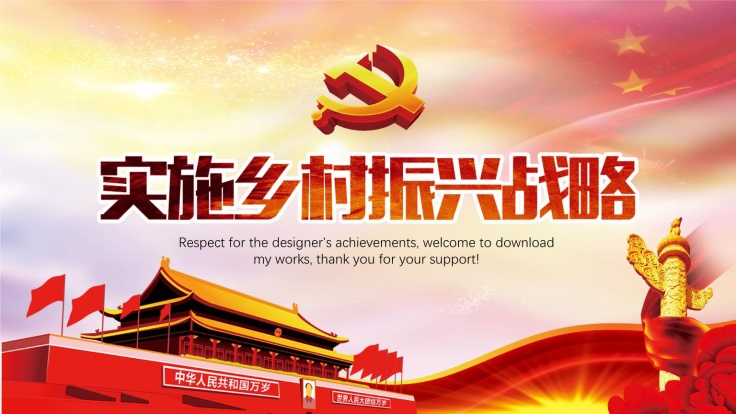 实施乡村振兴战略
Respect for the designer's achievements, welcome to download
my works, thank you for your support!
中华人民共和国万岁
世界人民大团结万岁